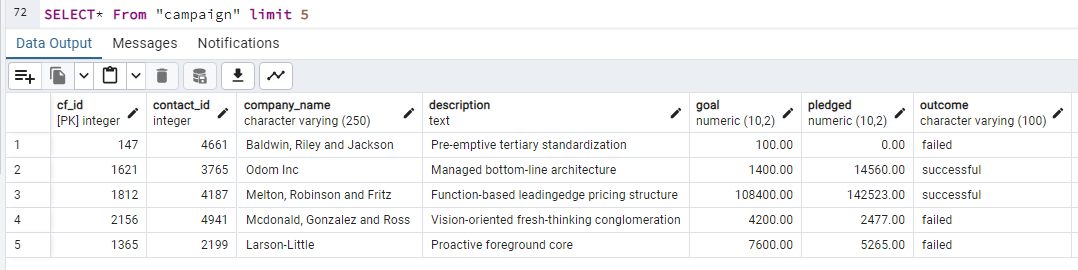 72 SELECT* From "campaign" limit 5
Data Output Messages Notifications
cf_id contact_id company_name description goal pledged outcome
[PK] integer integer character varying (250) text numeric (10,2) numeric (10,2) character varying (100)
1 147 4661 Baldwin, Riley and Jackson Pre-emptive tertiary standardization 100.00 0.00 failed
2 1621 3765 Odom Inc Managed bottom-line architecture 1400.00 14560.00 successful
3 1812 4187 Melton, Robinson and Fritz Function-based leadingedge pricing structure 108400.00 142523.00 successful
4 2156 4941 Mcdonald, Gonzalez and Ross Vision-oriented fresh-thinking conglomeration 4200.00 2477.00 failed
5 1365 2199 Larson-Little Proactive foreground core 7600.00 5265.00 failed